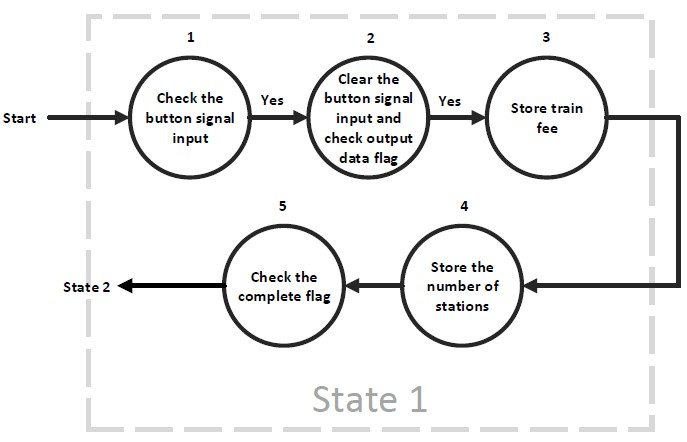 1
2
3
Start
Check the
button signal
input
Yes
Clear the
button signal
input and
check output
data flag
Yes
Store train
fee
5
4
State 2
Check the
complete flag
Store the
number of
stations
State 1